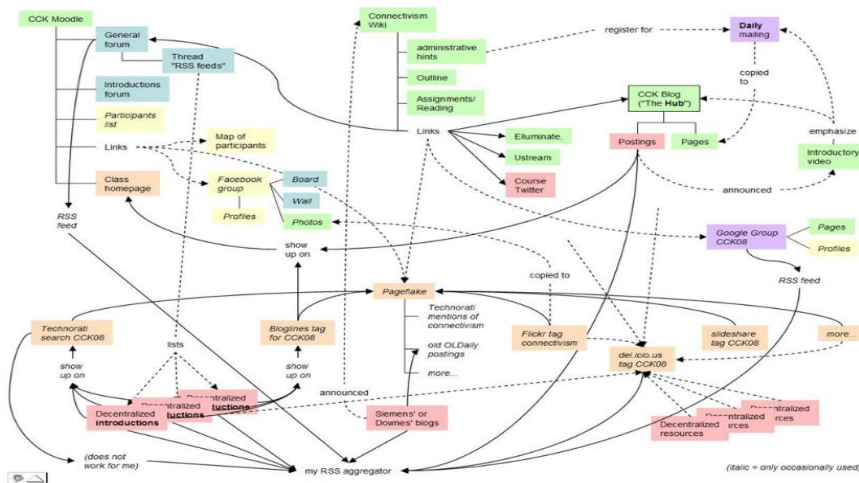 CCK Moodle
General
forum
Thread
"RSS feeds"
Introductions
forum
Participants
list
Links
Map of
participants
Class
homepage
Facebook
group
Board
Wall
Photos
Profiles
RSS
feed
Connectivism
Wiki
administrative
hints
Outline
Assignments/
Reading
Links
Elluminate,
Ustream
Course
Twitter
register for
Daily
mailing
copied
to
CCK Blog
("The Hub")
Postings
Pages
emphasize
Introductory
video
announced
Google Group
CCK08
Pages
Profiles
RSS feed
show
up on
Pageflake
copied to
Technorati
search CCK08
Bloglines tag
for CCK08
Technorati
mentions of
connectivism
old OLDaily
postings
more...
Flickr tag
connectivism
del.icio.us
tag CCK08
slideshare
tag CCK08
more...
lists
show
up on
show
up on
announced
Decentralized
introductions
Siemens' or
Downes' blogs
Decentralized
resources
(does not
work for me)
my RSS aggregator
(italic = only occasionally used)